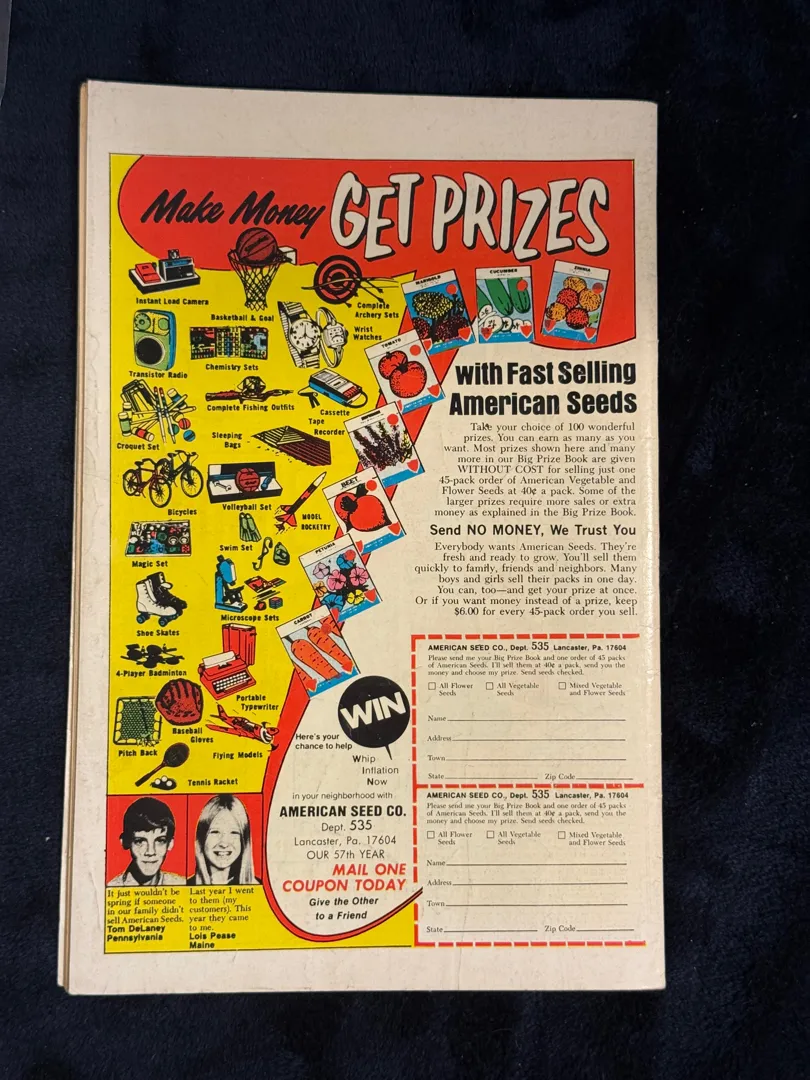 Make Money GET PRIZES
Instant Load Camera
Basketball & Goal
Complete
Archery Sets
Wrist
Watches
Transistor Radio
Chemistry Sets
Complete Fishing Outfits
Cassette
Tape
Recorder
Croquet Set
Sleeping
Bags
Bicycles
Volleyball Set
MODEL
ROCKETRY
Swim Set
Magic Set
Microscope Sets
Shoe Skates
4-Player Badminton
Portable
Typewriter
Baseball
Gloves
Pitch Back
Flying Models
Tennis Racket
MARIGOLD
CUCUMBER
ZINNIA
TOMATO
BEET
PETUNIA
CARROT
with Fast Selling
American Seeds
Take your choice of 100 wonderful
prizes. You can earn as many as you
want. Most prizes shown here and many
more in our Big Prize Book are given
WITHOUT COST for selling just one
45-pack order of American Vegetable and
Flower Seeds at 40¢ a pack. Some of the
larger prizes require more sales or extra
money as explained in the Big Prize Book.
Send NO MONEY, We Trust You
Everybody wants American Seeds. They're
fresh and ready to grow. You'll sell them
quickly to family, friends and neighbors. Many
boys and girls sell their packs in one day.
You can, too—and get your prize at once.
Or if you want money instead of a prize, keep
$6.00 for every 45-pack order you sell.
WIN
Here's your
chance to help
Whip
Inflation
Now
in your neighborhood with
AMERICAN SEED CO.
Dept. 535
Lancaster, Pa. 17604
OUR 57th YEAR
MAIL ONE
COUPON TODAY
Give the Other
to a Friend
It just wouldn't be
spring if someone
in our family didn't
sell American Seeds.
Tom DeLaney
Pennsylvania
Last year I went
to them (my
customers). This
year they came
to me.
Lois Pease
Maine
AMERICAN SEED CO., Dept. 535 Lancaster, Pa. 17604
Please send me your Big Prize Book and one order of 45 packs
of American Seeds. I'll sell them at 40¢ a pack, send you the
money and choose my prize. Send seeds checked.
All Flower
Seeds
All Vegetable
Seeds
Mixed Vegetable
and Flower Seeds
Name
Address
Town
State Zip Code
AMERICAN SEED CO., Dept. 535 Lancaster, Pa. 17604
Please send me your Big Prize Book and one order of 45 packs
of American Seeds. I'll sell them at 40¢ a pack, send you the
money and choose my prize. Send seeds checked.
All Flower
Seeds
All Vegetable
Seeds
Mixed Vegetable
and Flower Seeds
Name
Address
Town
State Zip Code